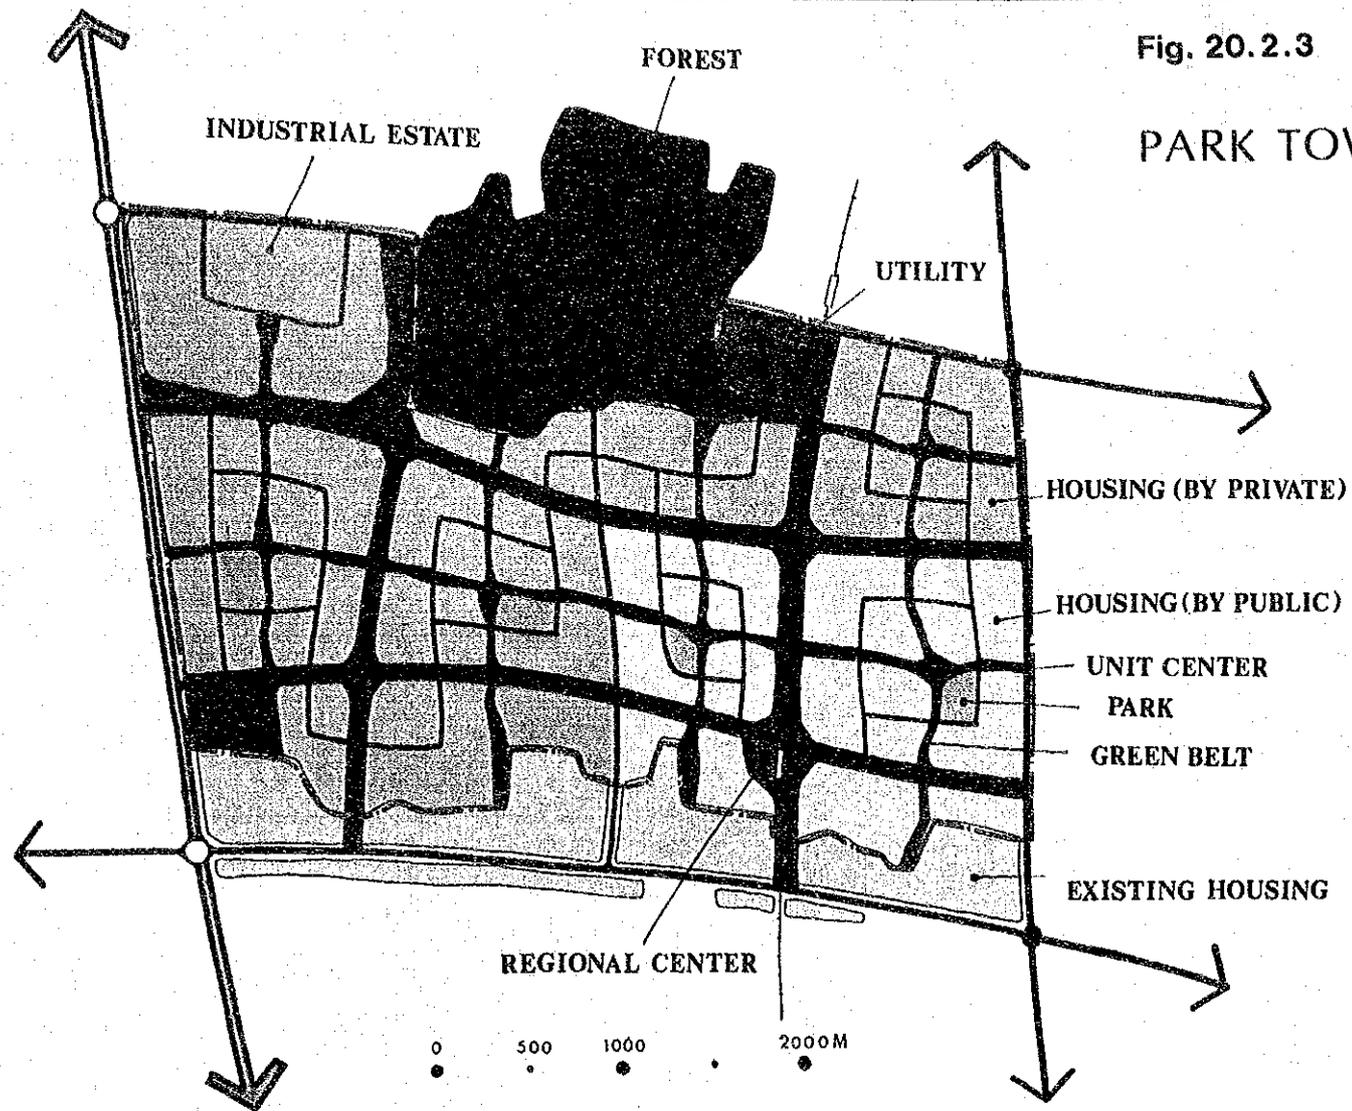 Fig. 20.2.3
PARK
FOREST
INDUSTRIAL ESTATE
UTILITY
HOUSING (BY PRIVATE)
HOUSING (BY PUBLIC)
UNIT CENTER
PARK
GREEN BELT
EXISTING HOUSING
REGIONAL CENTER
0 500 1000 2000M